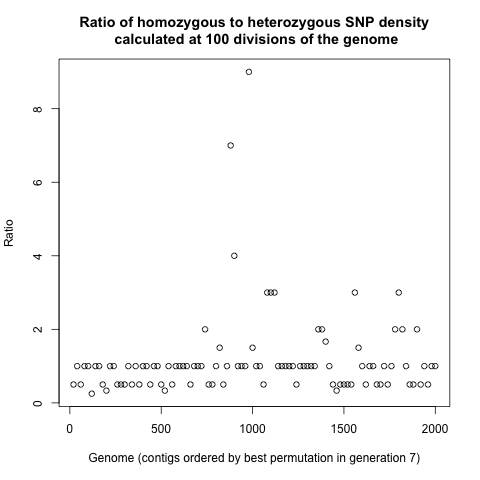 Ratio of homozygous to heterozygous SNP density
calculated at 100 divisions of the genome
8
6
4
2
0
Ratio
0 500 1000 1500 2000
Genome (contigs ordered by best permutation in generation 7)